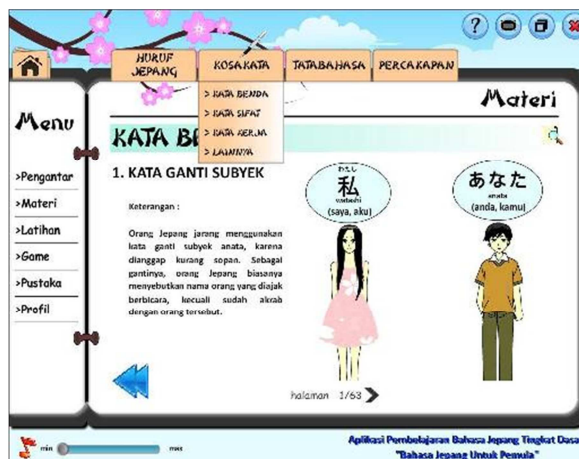 ?
HURUF JEPANG
KOSAKATA
TATABAHASA
PERCAKAPAN
> KATA BENDA
> KATA SIFAT
> KATA KERJA
> LAINNYA
Materi
Menu
>Pengantar
>Materi
>Latihan
>Game
>Pustaka
>Profil
KATA B
1. KATA GANTI SUBYEK
Keterangan :
Orang Jepang jarang menggunakan
kata ganti subyek anata, karena
dianggap kurang sopan. Sebagai
gantinya, orang Jepang biasanya
menyebutkan nama orang yang diajak
berbicara, kecuali sudah akrab
dengan orang tersebut.
わたし
私
watashi
(saya, aku)
あなた
anata
(anda, kamu)
halaman 1/63
min
max
Aplikasi Pembelajaran Bahasa Jepang Tingkat Dasa
"Bahasa Jepang Untuk Pemula"